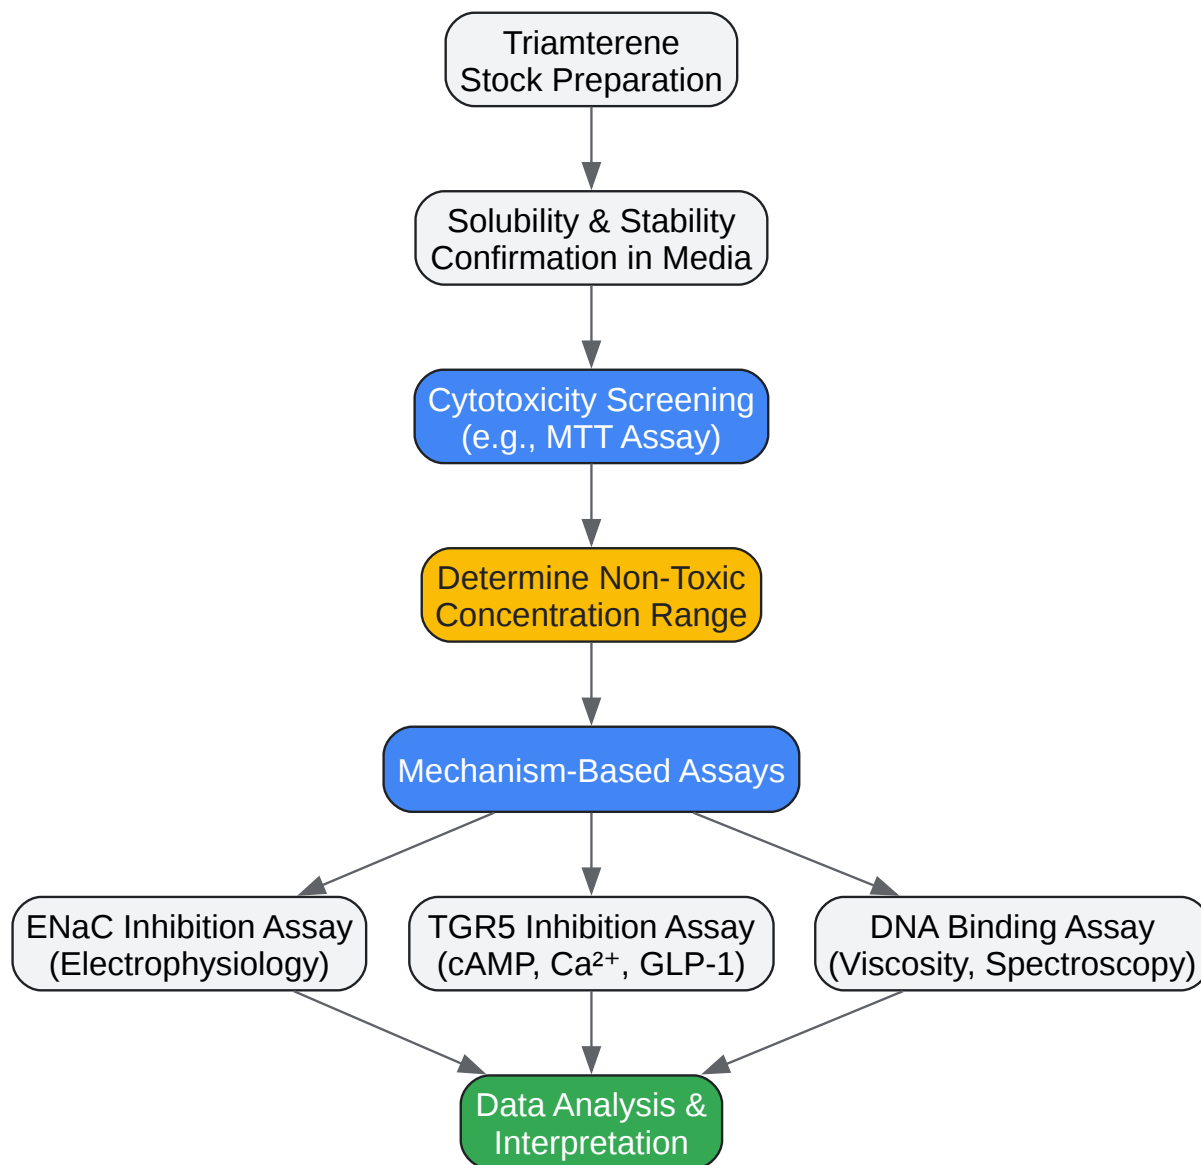 Triamterene
Stock Preparation
Solubility & Stability
Confirmation in Media
Cytotoxicity Screening
(e.g., MTT Assay)
Determine Non-Toxic
Concentration Range
Mechanism-Based Assays
ENaC Inhibition Assay
(Electrophysiology)
TGR5 Inhibition Assay
(cAMP, Ca²⁺, GLP-1)
DNA Binding Assay
(Viscosity, Spectroscopy)
Data Analysis &
Interpretation